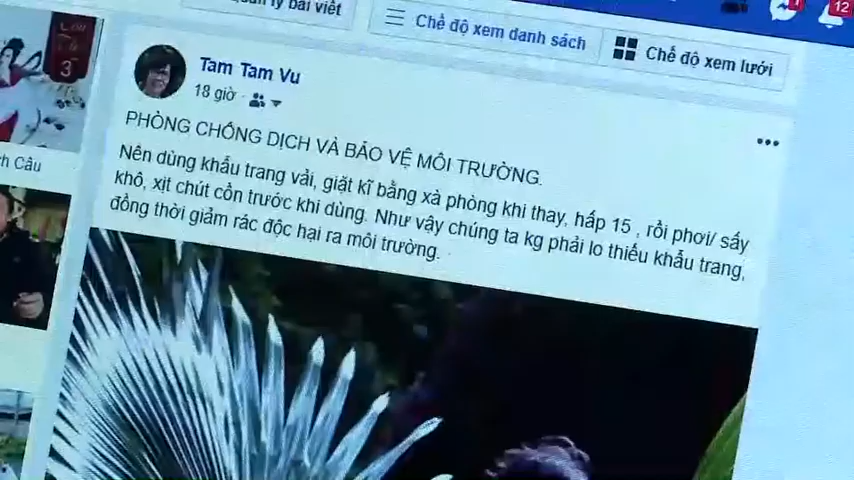 bài viết
Chế độ xem danh sách
Chế độ xem lưới
12
3
Tam Tam Vu
18 giờ
PHÒNG CHỐNG DỊCH VÀ BẢO VỆ MÔI TRƯỜNG.
Nên dùng khẩu trang vải, giặt kĩ bằng xà phòng khi thay, hấp 15 , rồi phơi/ sấy
khô, xịt chút cồn trước khi dùng. Như vậy chúng ta kg phải lo thiếu khẩu trang,
đồng thời giảm rác độc hại ra môi trường.
Câu